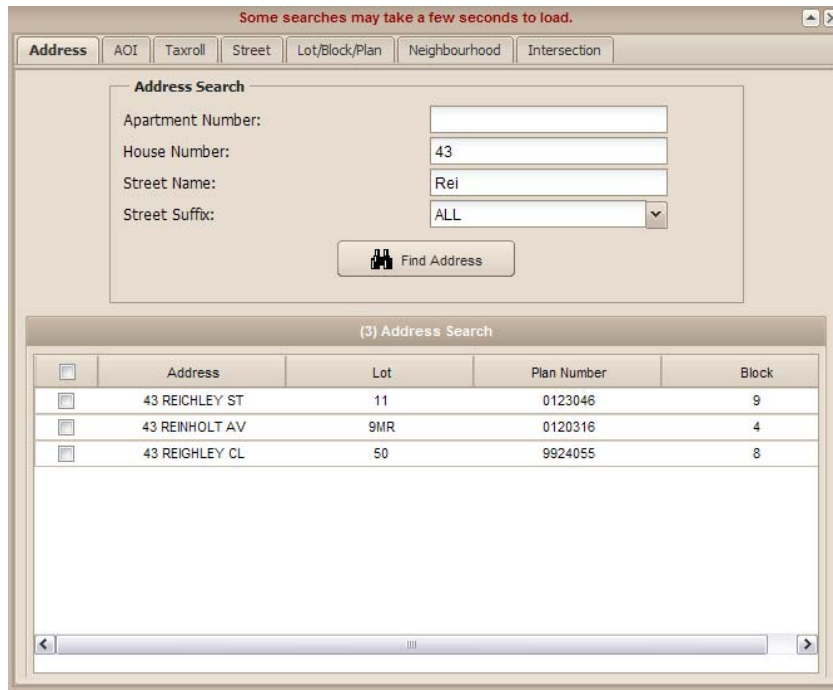 Some searches may take a few seconds to load.
Address AOI Taxroll Street Lot/Block/Plan Neighbourhood Intersection
Address Search
Apartment Number:
House Number: 43
Street Name: Rei
Street Suffix: ALL
Find Address
(3) Address Search
Address Lot Plan Number Block
43 REICHLEY ST 11 0123046 9
43 REINHOLT AV 9MR 0120316 4
43 REIGHLEY CL 50 9924055 8